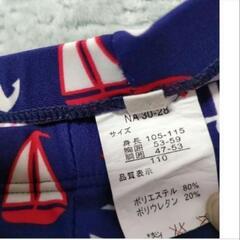 NA 30-28
サイズ
身長 105-115
胸囲 53-59
胴囲 47-53
110
品質表示
ポリエステル 80%
ポリウレタン 20%